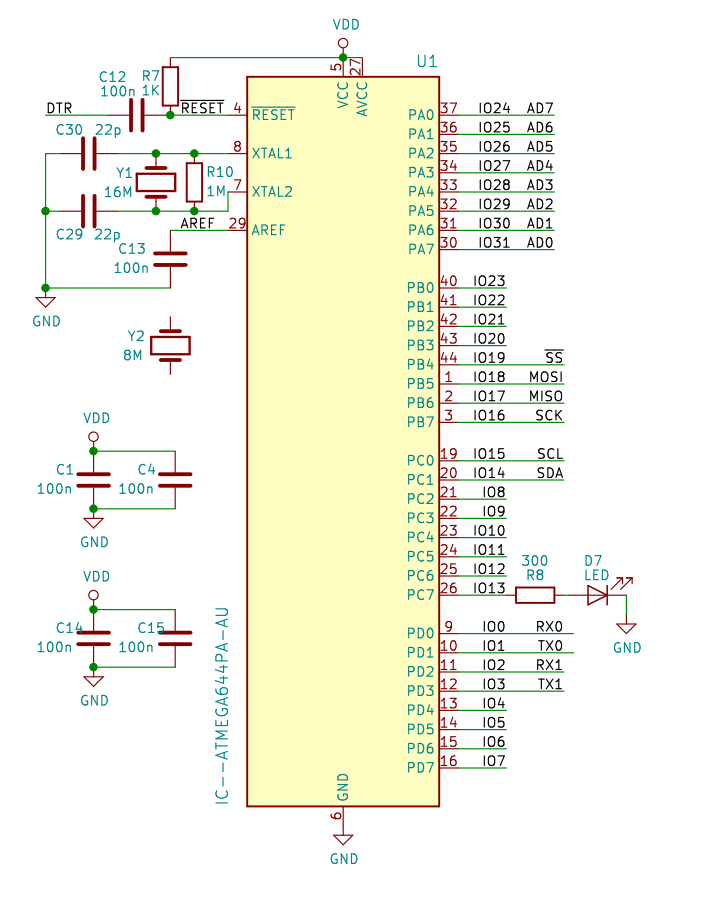 VDD
U1
C12
100n
R7
1K
DTR
RESET
4
5
27
VCC
AVCC
RESET
C30 22p
8
XTAL1
Y1
16M
R10
1M
7
XTAL2
C29 22p
AREF
29
AREF
C13
100n
GND
Y2
8M
VDD
C1
100n
C4
100n
GND
VDD
C14
100n
C15
100n
GND
IC--ATMEGA644PA-AU
PA0 37 IO24 AD7
PA1 36 IO25 AD6
PA2 35 IO26 AD5
PA3 34 IO27 AD4
PA4 33 IO28 AD3
PA5 32 IO29 AD2
PA6 31 IO30 AD1
PA7 30 IO31 AD0
PB0 40 IO23
PB1 41 IO22
PB2 42 IO21
PB3 43 IO20
PB4 44 IO19 SS
PB5 1 IO18 MOSI
PB6 2 IO17 MISO
PB7 3 IO16 SCK
PC0 19 IO15 SCL
PC1 20 IO14 SDA
PC2 21 IO8
PC3 22 IO9
PC4 23 IO10
PC5 24 IO11
PC6 25 IO12
PC7 26 IO13
300
R8
D7
LED
GND
PD0 9 IO0 RX0
PD1 10 IO1 TX0
PD2 11 IO2 RX1
PD3 12 IO3 TX1
PD4 13 IO4
PD5 14 IO5
PD6 15 IO6
PD7 16 IO7
GND
6
GND